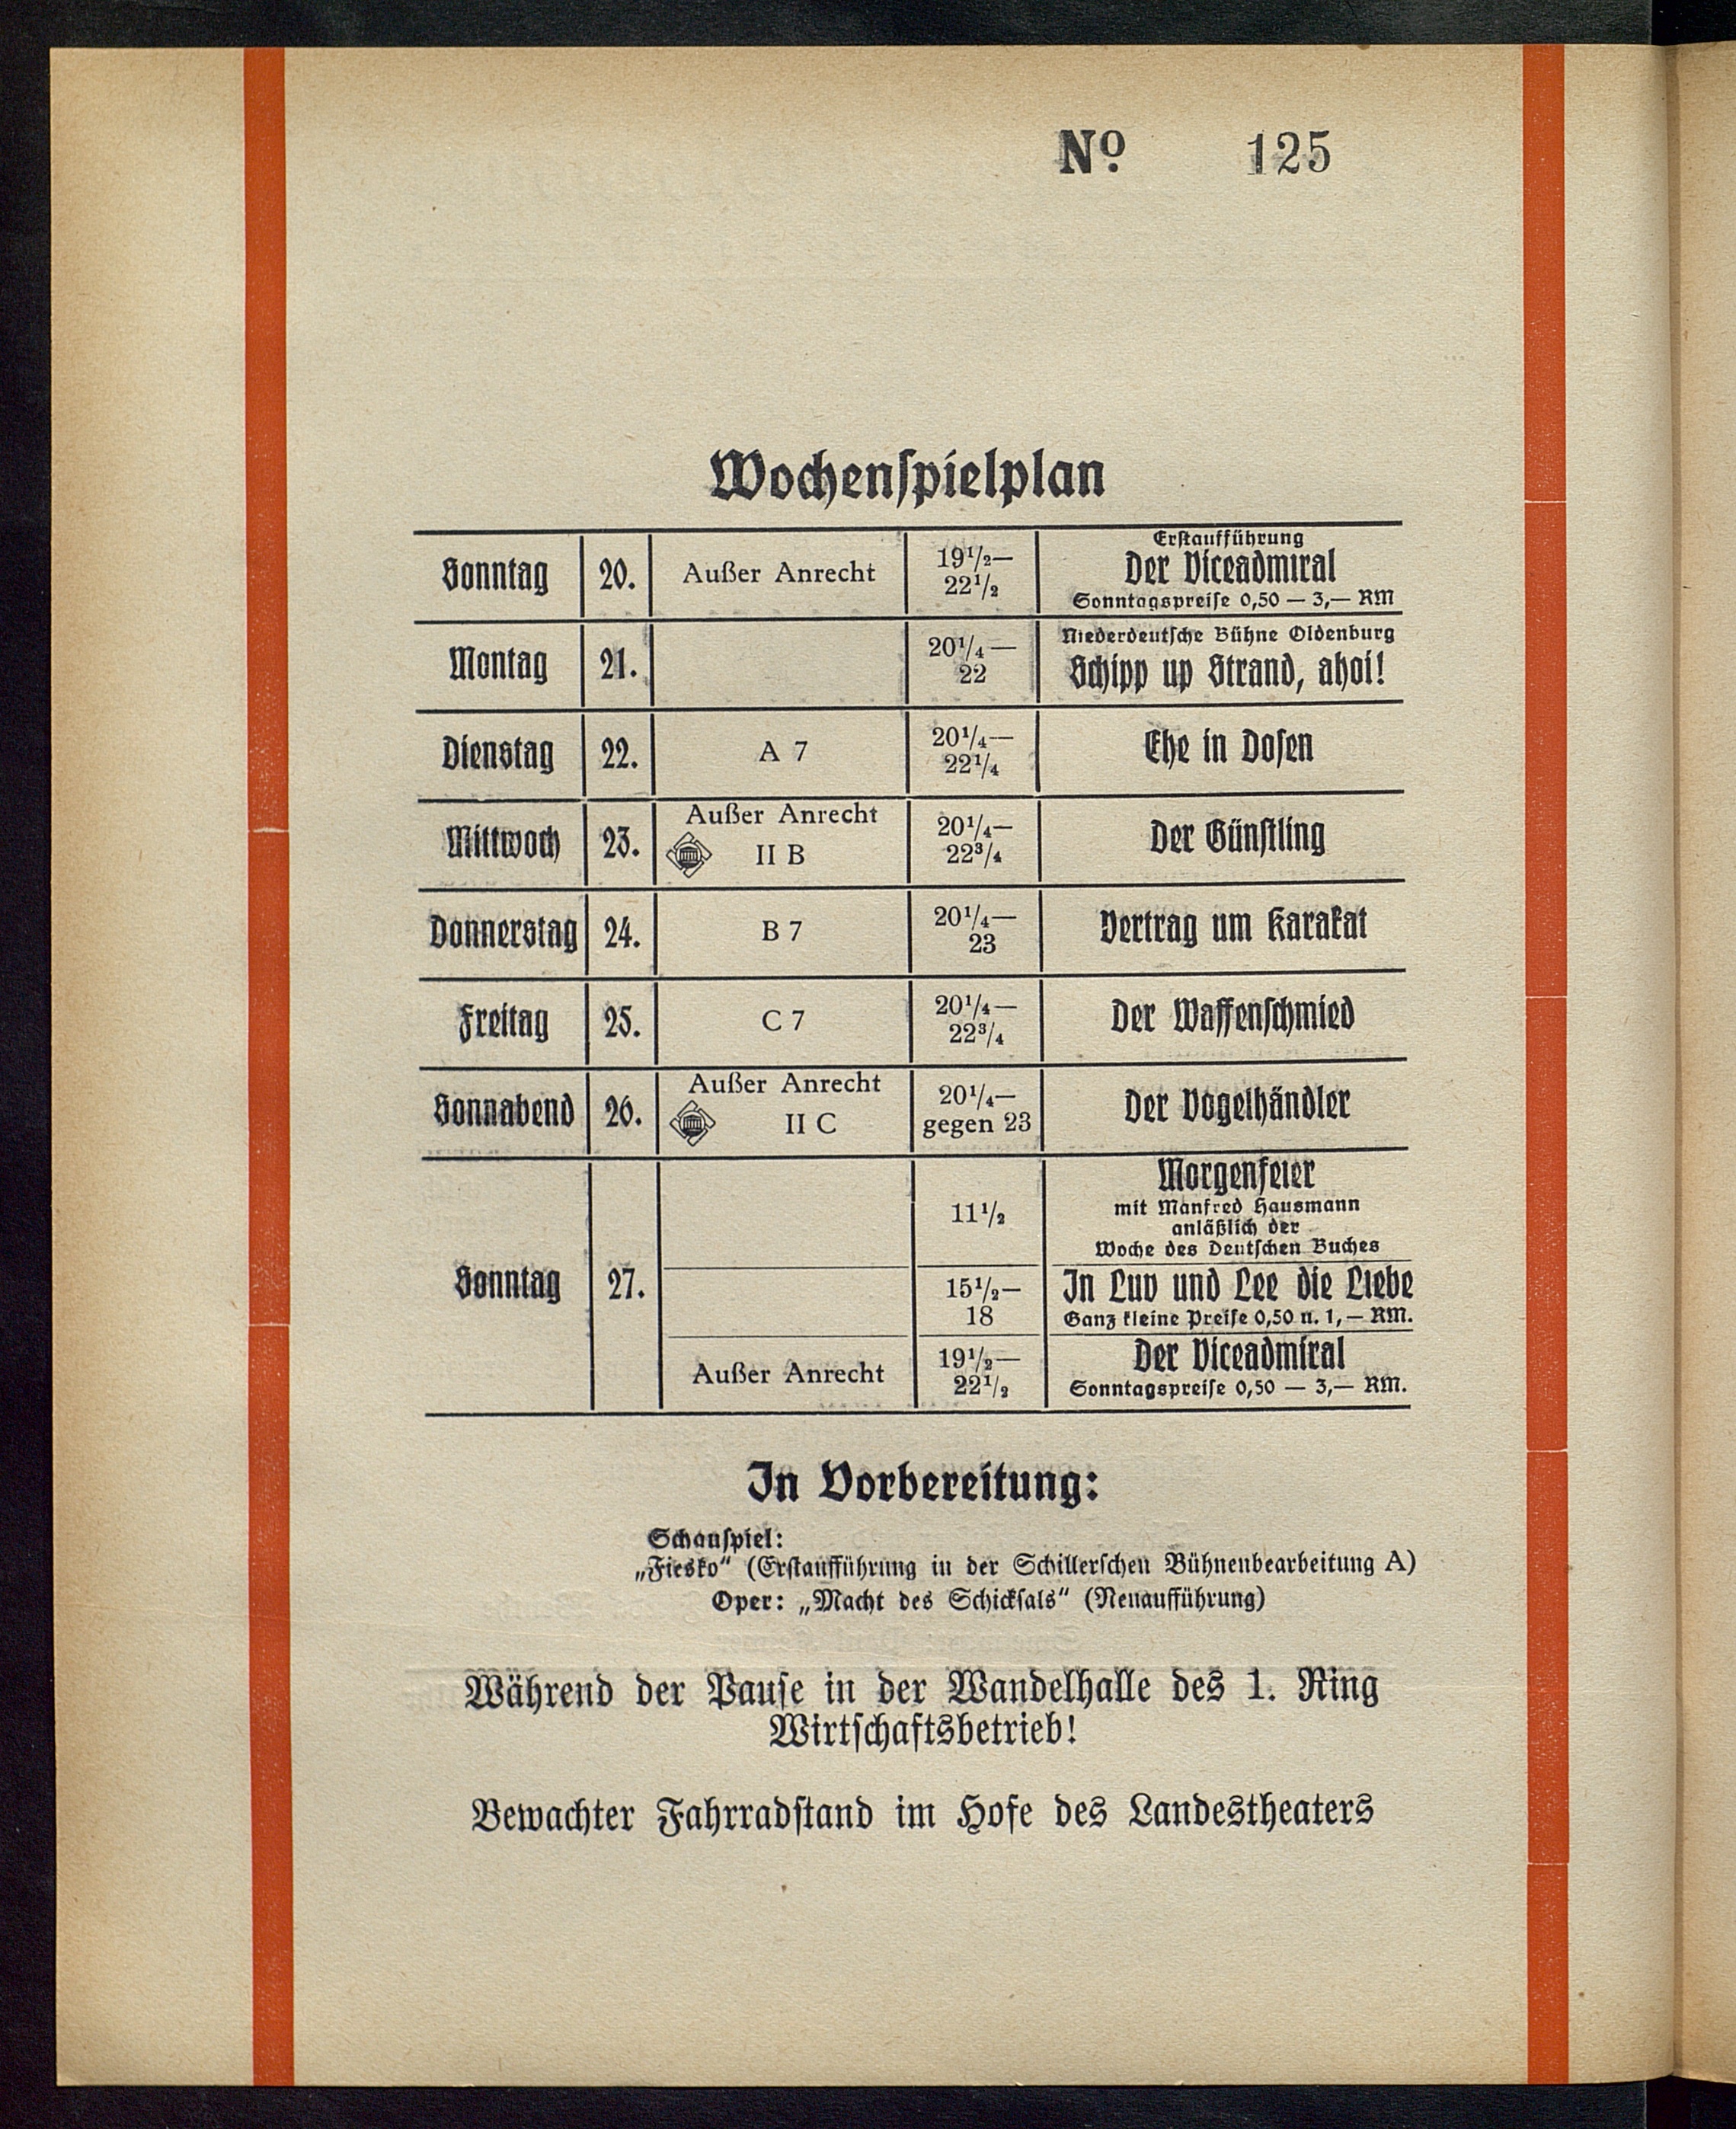 Nº 125
Wochenspielplan
Sonntag 20. Außer Anrecht 19½— 22½ Erstaufführung
Der Viceadmiral
Sonntagspreise 0,50 — 3,— RM
Montag 21. 20¼— 22 Niederdeutsche Bühne Oldenburg
Schipp up Strand, ahoi!
Dienstag 22. A 7 20¼— 22¼ Ehe in Dosen
Mittwoch 23. Außer Anrecht II B 20¼— 22¾ Der Günstling
Donnerstag 24. B 7 20¼— 23 Vertrag um Karakat
Freitag 25. C 7 20¼— 22¾ Der Waffenschmied
Sonnabend 26. Außer Anrecht II C 20¼— gegen 23 Der Vogelhändler
Sonntag 27. 11½ Morgenfeier
mit Manfred Hausmann
anläßlich der
Woche des Deutschen Buches
15½— 18 In Luv und Lee die Liebe
Ganz kleine Preise 0,50 u. 1,— RM.
Außer Anrecht 19½— 22½ Der Viceadmiral
Sonntagspreise 0,50 — 3,— RM.
In Vorbereitung:
Schauspiel:
„Fiesko“ (Erstaufführung in der Schillerschen Bühnenbearbeitung A)
Oper: „Macht des Schicksals“ (Neuaufführung)
Während der Pause in der Wandelhalle des 1. Ring
Wirtschaftsbetrieb!
Bewachter Fahrradstand im Hofe des Landestheaters